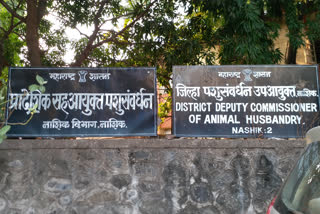 महाराष्ट्र शासन
प्रादेशिक सहआयुक्त पशुसंवर्धन
नाशिक विभाग, नाशिक.
महाराष्ट्र शासन
जिल्हा पशुसंवर्धन उपआयुक्त, नाशिक.
DISTRICT DEPUTY COMMISSIONER
OF ANIMAL HUSBANDRY,
NASHIK-2